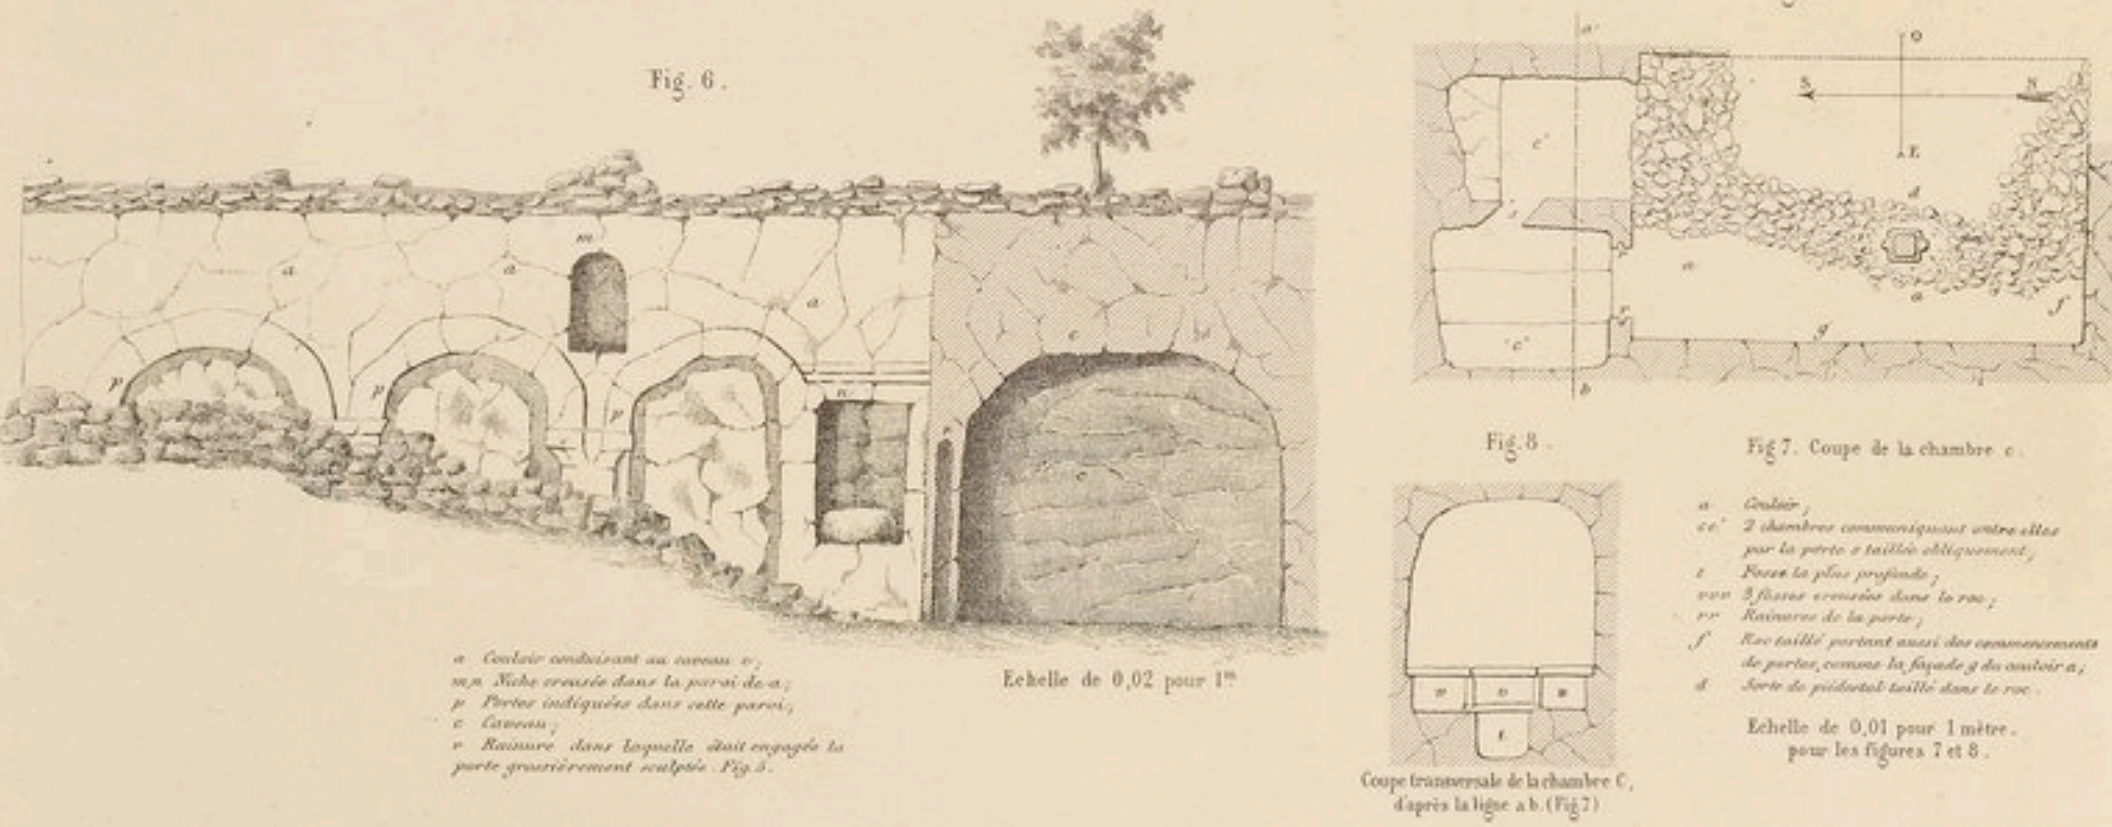 Fig. 6.
m
a
a
a
p
p
p
n
r
c
c
a Couloir conduisant au caveau c;
m,n Niche creusée dans la paroi de a;
p Portes indiquées dans cette paroi;
c Caveau;
r Rainure dans laquelle était engagée la
porte grossièrement sculptée. Fig. 5.
Echelle de 0,02 pour 1m
a'
O
S
N
E
c'
s
d
a
a
f
r
g
c'
b
Fig. 8.
v
v
v
t
Coupe transversale de la chambre C,
d'après la ligne a b. (Fig 7)
Fig 7. Coupe de la chambre c.
a Couloir;
cc' 2 chambres communiquant entre elles
par la porte s taillée obliquement;
t Fosse la plus profonde;
vvv 3 fosses creusées dans le roc;
rr Rainures de la porte;
f Roc taillé portant aussi des commencements
de portes, comme la façade g du couloir a;
d Sorte de piédestal taillé dans le roc.
Echelle de 0,01 pour 1 mètre.
pour les figures 7 et 8.